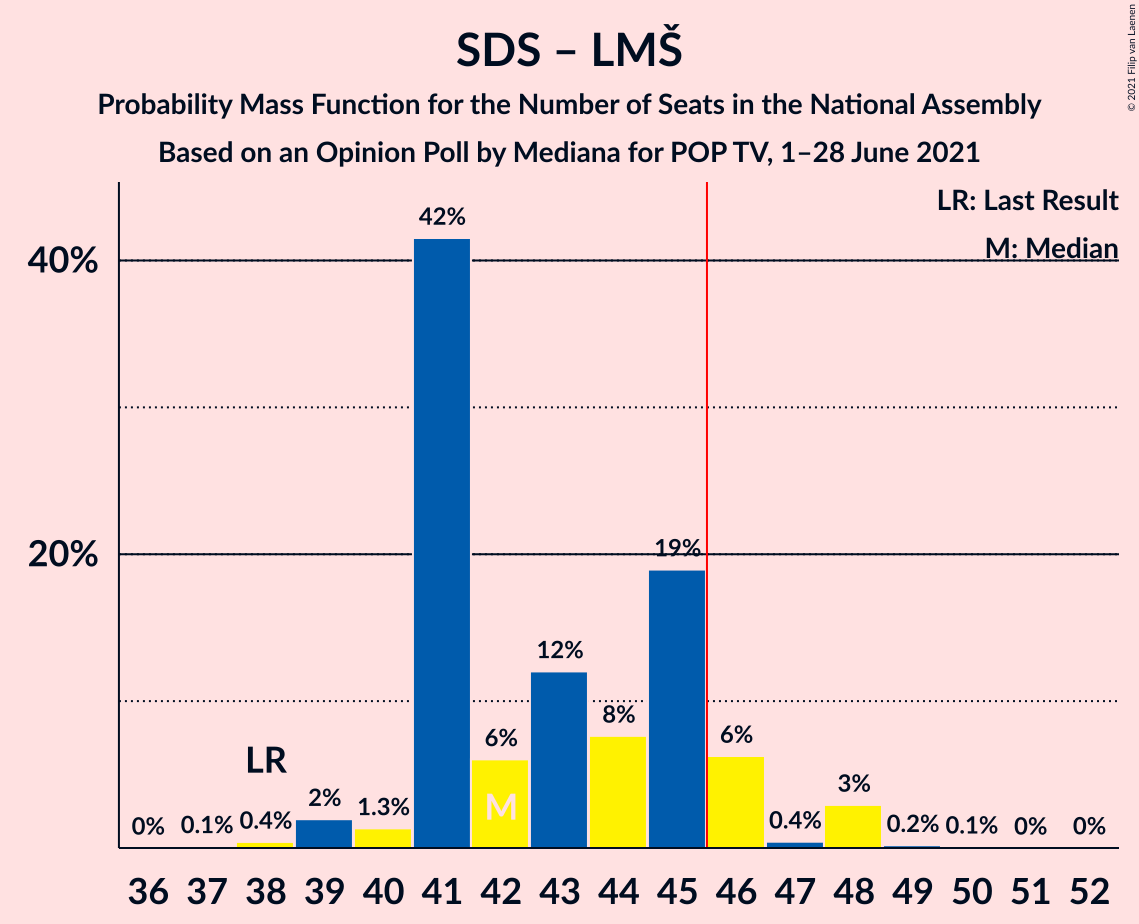 SDS – LMŠ
Probability Mass Function for the Number of Seats in the National Assembly
Based on an Opinion Poll by Mediana for POP TV, 1–28 June 2021
© 2021 Filip van Laenen
LR: Last Result
M: Median
40%
20%
0%
0.1%
0.4%
2%
1.3%
42%
6%
12%
8%
19%
6%
0.4%
3%
0.2%
0.1%
0%
0%
LR
M
36 37 38 39 40 41 42 43 44 45 46 47 48 49 50 51 52